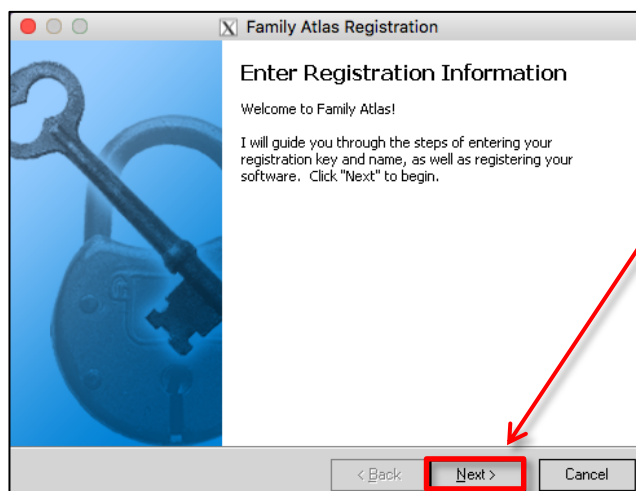 Family Atlas Registration
Enter Registration Information
Welcome to Family Atlas!
I will guide you through the steps of entering your
registration key and name, as well as registering your
software.  Click "Next" to begin.
< Back
Next >
Cancel